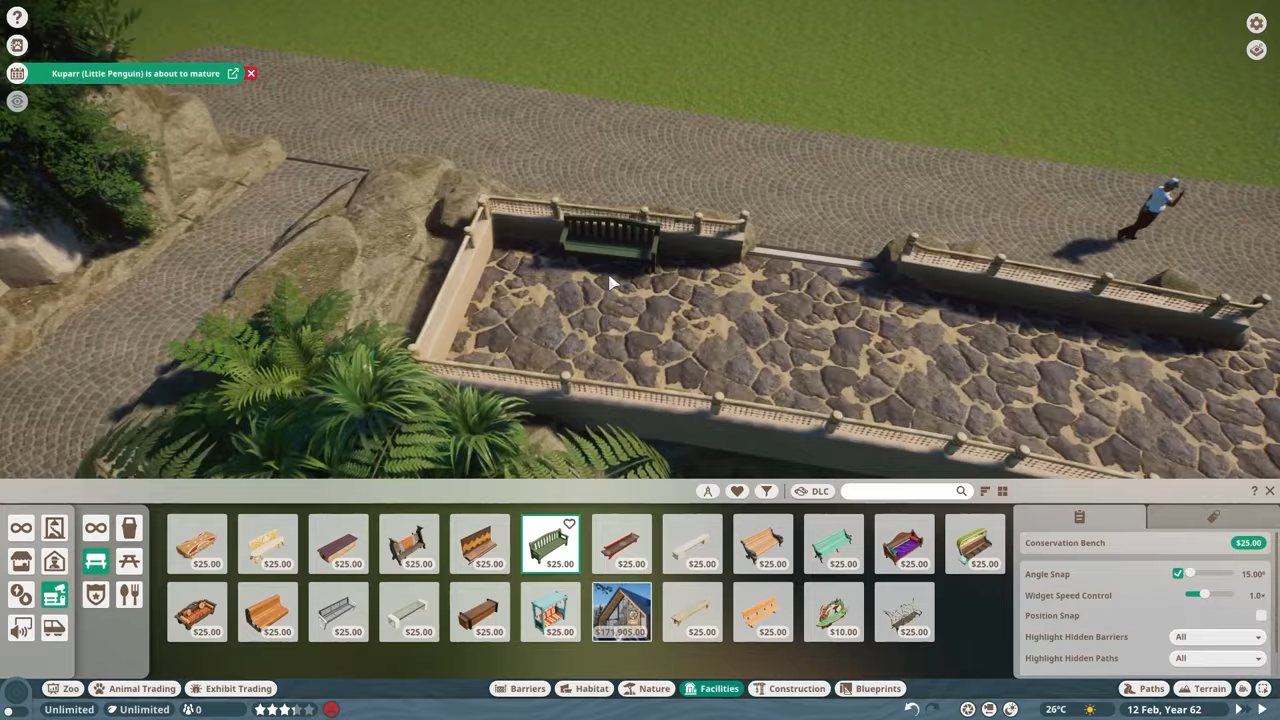 ?
Kuparr (Little Penguin) is about to mature
DLC
? ×
$25.00 $25.00 $25.00 $25.00 $25.00 $25.00 $25.00 $25.00 $25.00 $25.00 $25.00 $25.00
$25.00 $25.00 $25.00 $25.00 $25.00 $25.00 $171,905.00 $25.00 $25.00 $10.00 $25.00
Conservation Bench $25.00
Angle Snap 15.00°
Widget Speed Control 1.0×
Position Snap
Highlight Hidden Barriers All
Highlight Hidden Paths All
Zoo Animal Trading Exhibit Trading Barriers Habitat Nature Facilities Construction Blueprints Paths Terrain
Unlimited Unlimited 0 26°C 12 Feb, Year 62